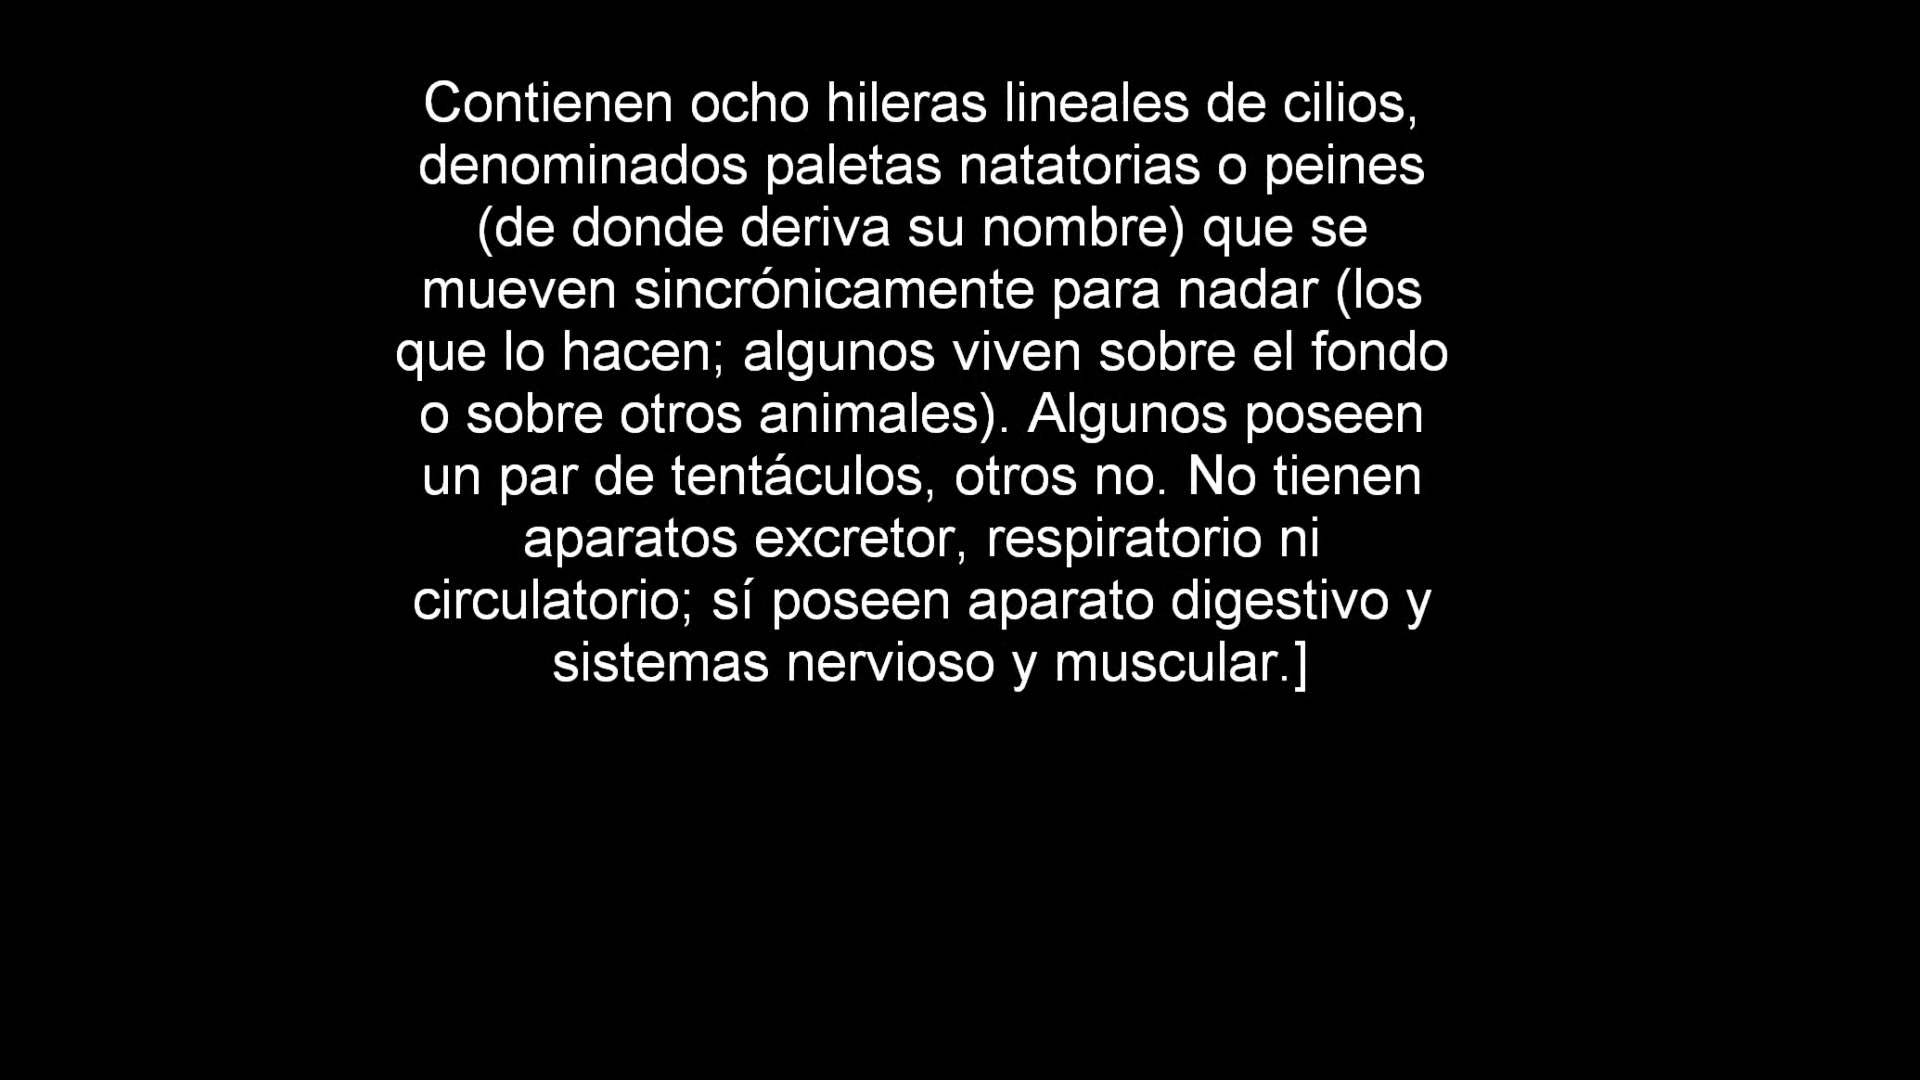 Contienen ocho hileras lineales de cilios,
denominados paletas natatorias o peines
(de donde deriva su nombre) que se
mueven sincrónicamente para nadar (los
que lo hacen; algunos viven sobre el fondo
o sobre otros animales). Algunos poseen
un par de tentáculos, otros no. No tienen
aparatos excretor, respiratorio ni
circulatorio; sí poseen aparato digestivo y
sistemas nervioso y muscular.]